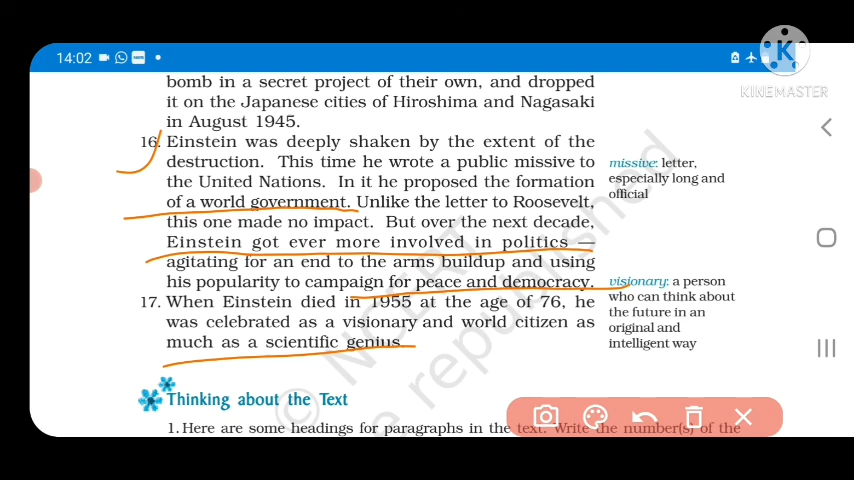 14:02
KINEMASTER
bomb in a secret project of their own, and dropped
it on the Japanese cities of Hiroshima and Nagasaki
in August 1945.
16. Einstein was deeply shaken by the extent of the
destruction. This time he wrote a public missive to
the United Nations. In it he proposed the formation
of a world government. Unlike the letter to Roosevelt,
this one made no impact. But over the next decade,
Einstein got ever more involved in politics —
agitating for an end to the arms buildup and using
his popularity to campaign for peace and democracy.
17. When Einstein died in 1955 at the age of 76, he
was celebrated as a visionary and world citizen as
much as a scientific genius.
missive: letter,
especially long and
official
visionary: a person
who can think about
the future in an
original and
intelligent way
© NCERT
be republished
Thinking about the Text
1. Here are some headings for paragraphs in the text. Write the number(s) of the